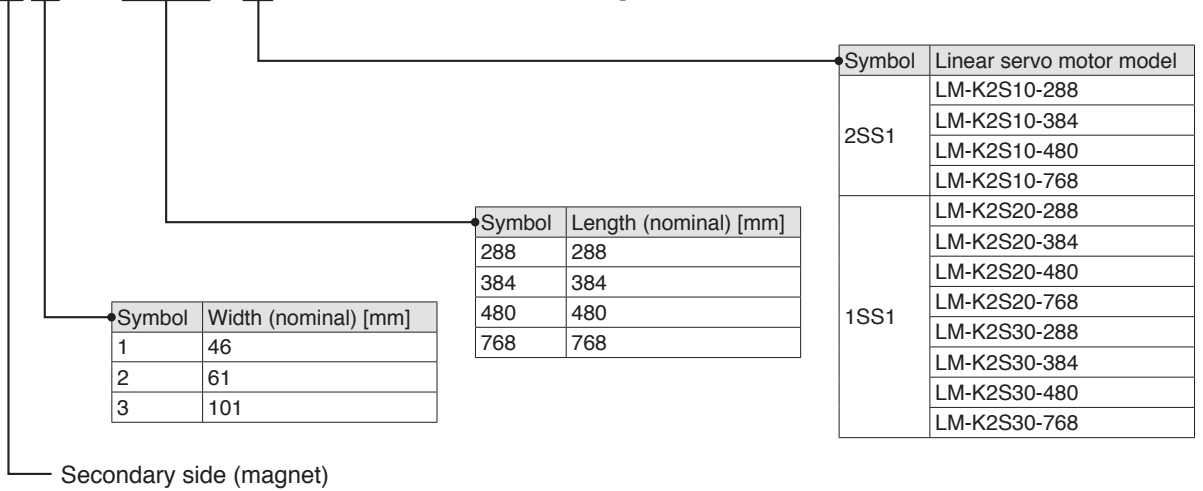 Symbol Linear servo motor model
2SS1
LM-K2S10-288
LM-K2S10-384
LM-K2S10-480
LM-K2S10-768
1SS1
LM-K2S20-288
LM-K2S20-384
LM-K2S20-480
LM-K2S20-768
LM-K2S30-288
LM-K2S30-384
LM-K2S30-480
LM-K2S30-768
Symbol Length (nominal) [mm]
288 288
384 384
480 480
768 768
Symbol Width (nominal) [mm]
1 46
2 61
3 101
Secondary side (magnet)